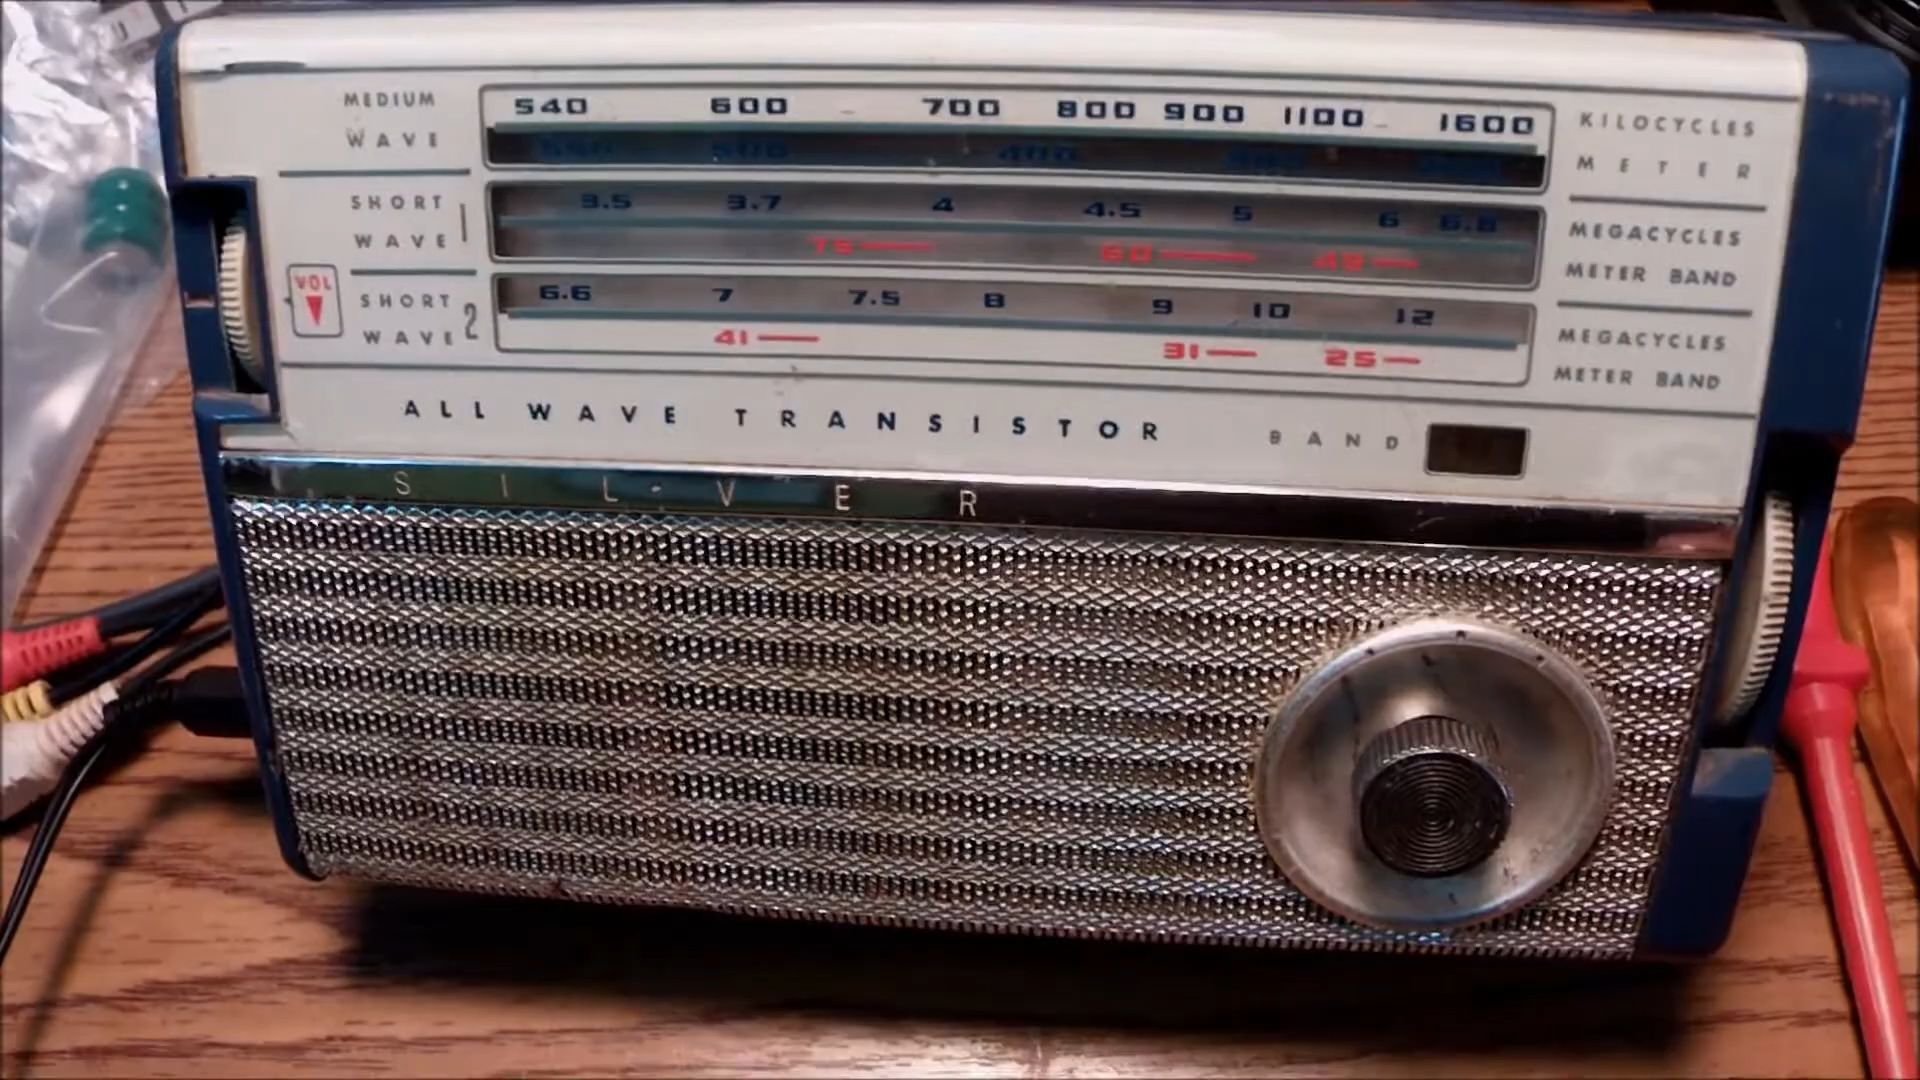 MEDIUM WAVE
540 600 700 800 900 1100 1600
KILOCYCLES
METER
SHORT WAVE 1
3.5 3.7 4 4.5 5 6 6.8
MEGACYCLES
75 60 49
METER BAND
VOL
SHORT WAVE 2
6.6 7 7.5 8 9 10 12
MEGACYCLES
41 31 25
METER BAND
ALL WAVE TRANSISTOR
BAND
SILVER